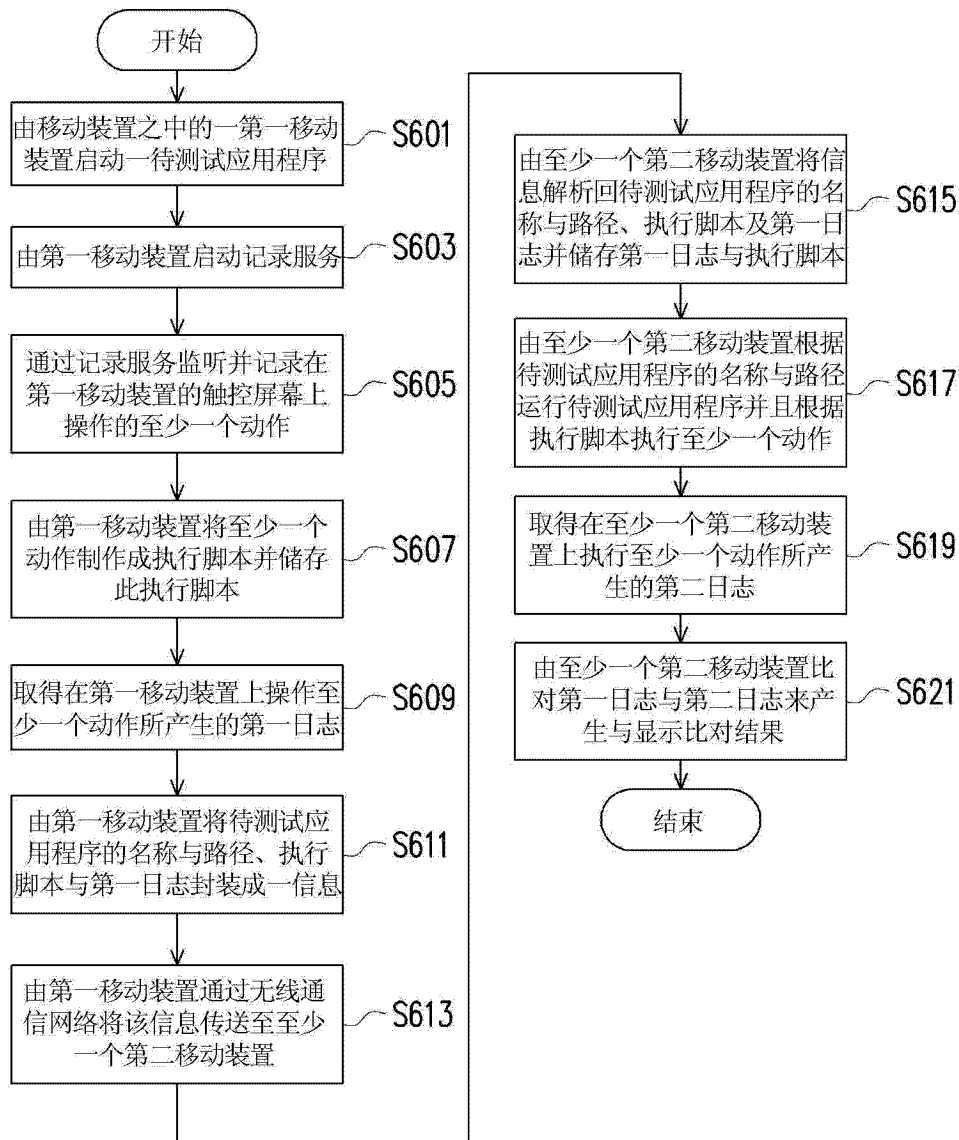 开始
由移动装置之中的一第一移动
装置启动一待测试应用程序
S601
由第一移动装置启动记录服务
S603
通过记录服务监听并记录在
第一移动装置的触控屏幕上
操作的至少一个动作
S605
由第一移动装置将至少一个
动作制作成执行脚本并储存
此执行脚本
S607
取得在第一移动装置上操作至
少一个动作所产生的第一日志
S609
由第一移动装置将待测试应
用程序的名称与路径、执行
脚本与第一日志封装成一信息
S611
由第一移动装置通过无线通
信网络将该信息传送至至少
一个第二移动装置
S613
由至少一个第二移动装置将信
息解析回待测试应用程序的名
称与路径、执行脚本及第一日
志并储存第一日志与执行脚本
S615
由至少一个第二移动装置根据
待测试应用程序的名称与路径
运行待测试应用程序并且根据
执行脚本执行至少一个动作
S617
取得在至少一个第二移动装
置上执行至少一个动作所产
生的第二日志
S619
由至少一个第二移动装置比
对第一日志与第二日志来产
生与显示比对结果
S621
结束